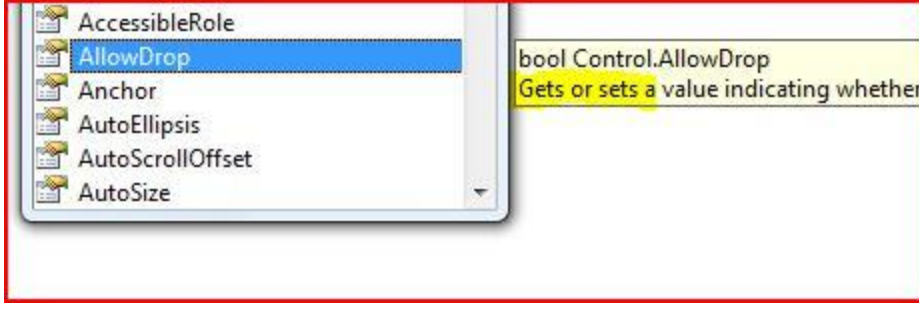 AccessibleRole
AllowDrop
Anchor
AutoEllipsis
AutoScrollOffset
AutoSize
bool Control.AllowDrop
Gets or sets a value indicating whether